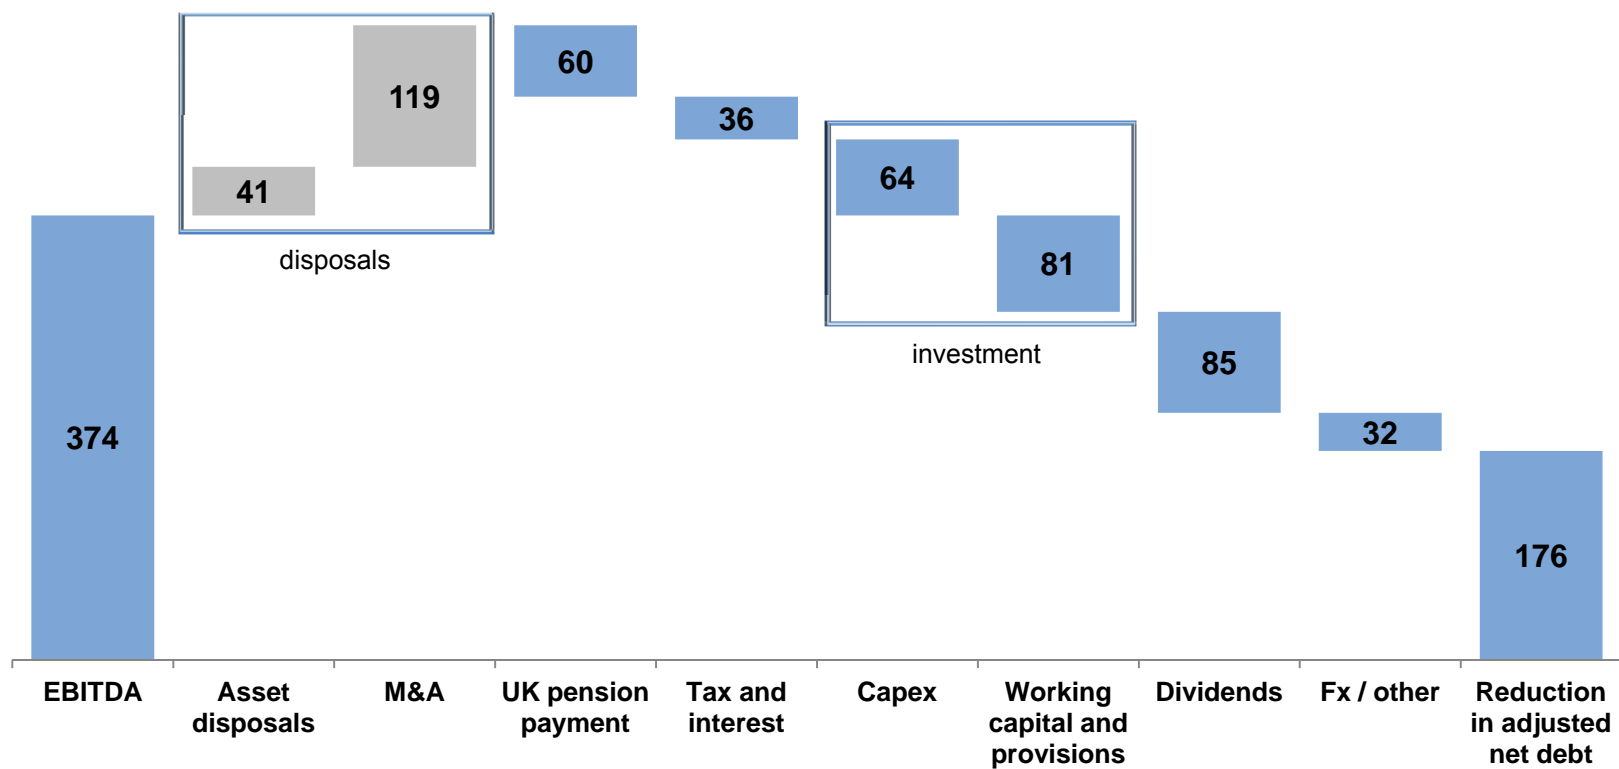 119
60
36
41
64
81
disposals
investment
85
374
32
176
EBITDA
Asset
disposals
M&A
UK pension
payment
Tax and
interest
Capex
Working
capital and
provisions
Dividends
Fx / other
Reduction
in adjusted
net debt